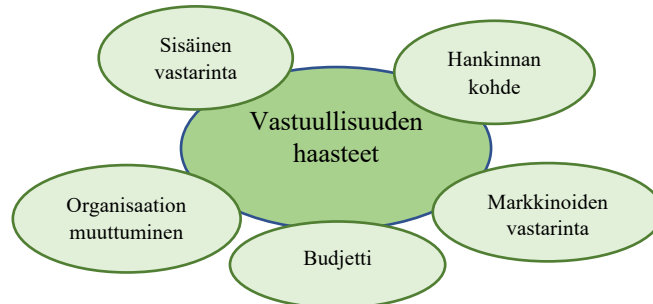 Sisäinen
vastarinta
Hankinnan
kohde
Vastuullisuuden
haasteet
Organisaation
muuttuminen
Markkinoiden
vastarinta
Budjetti